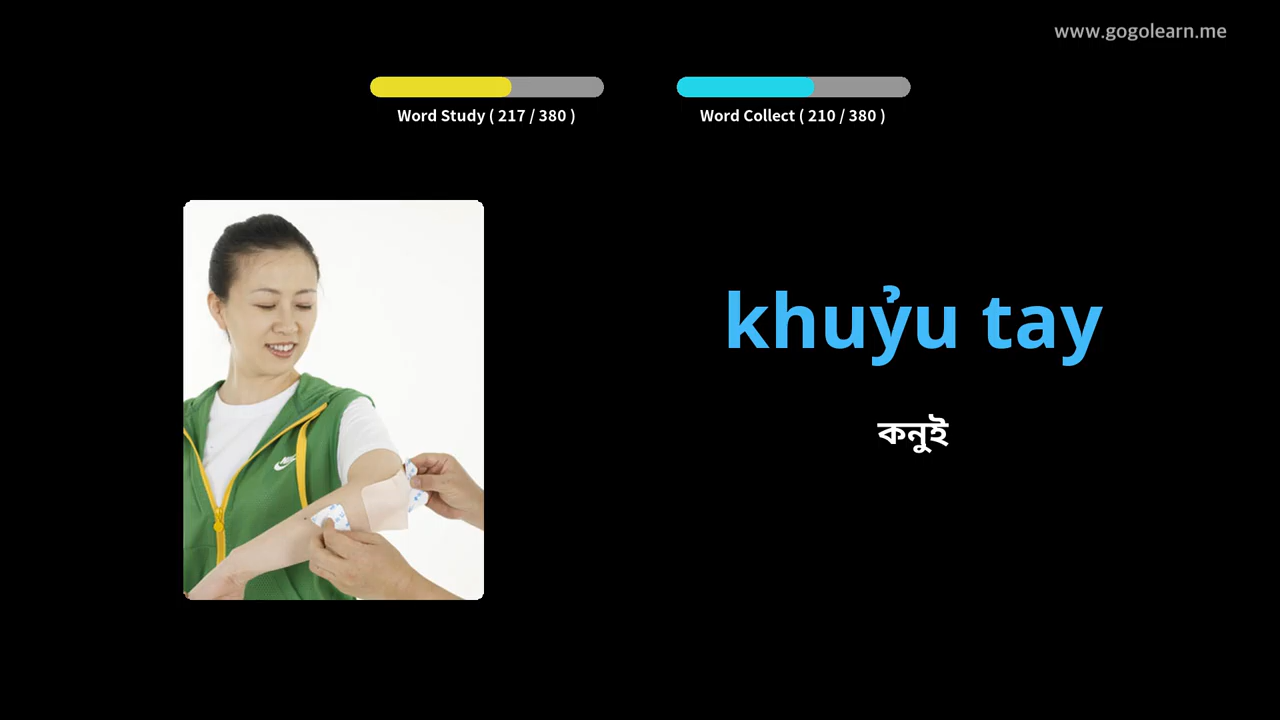 www.gogolearn.me
Word Study ( 217 / 380 )
Word Collect ( 210 / 380 )
khuỷu tay
কনুই